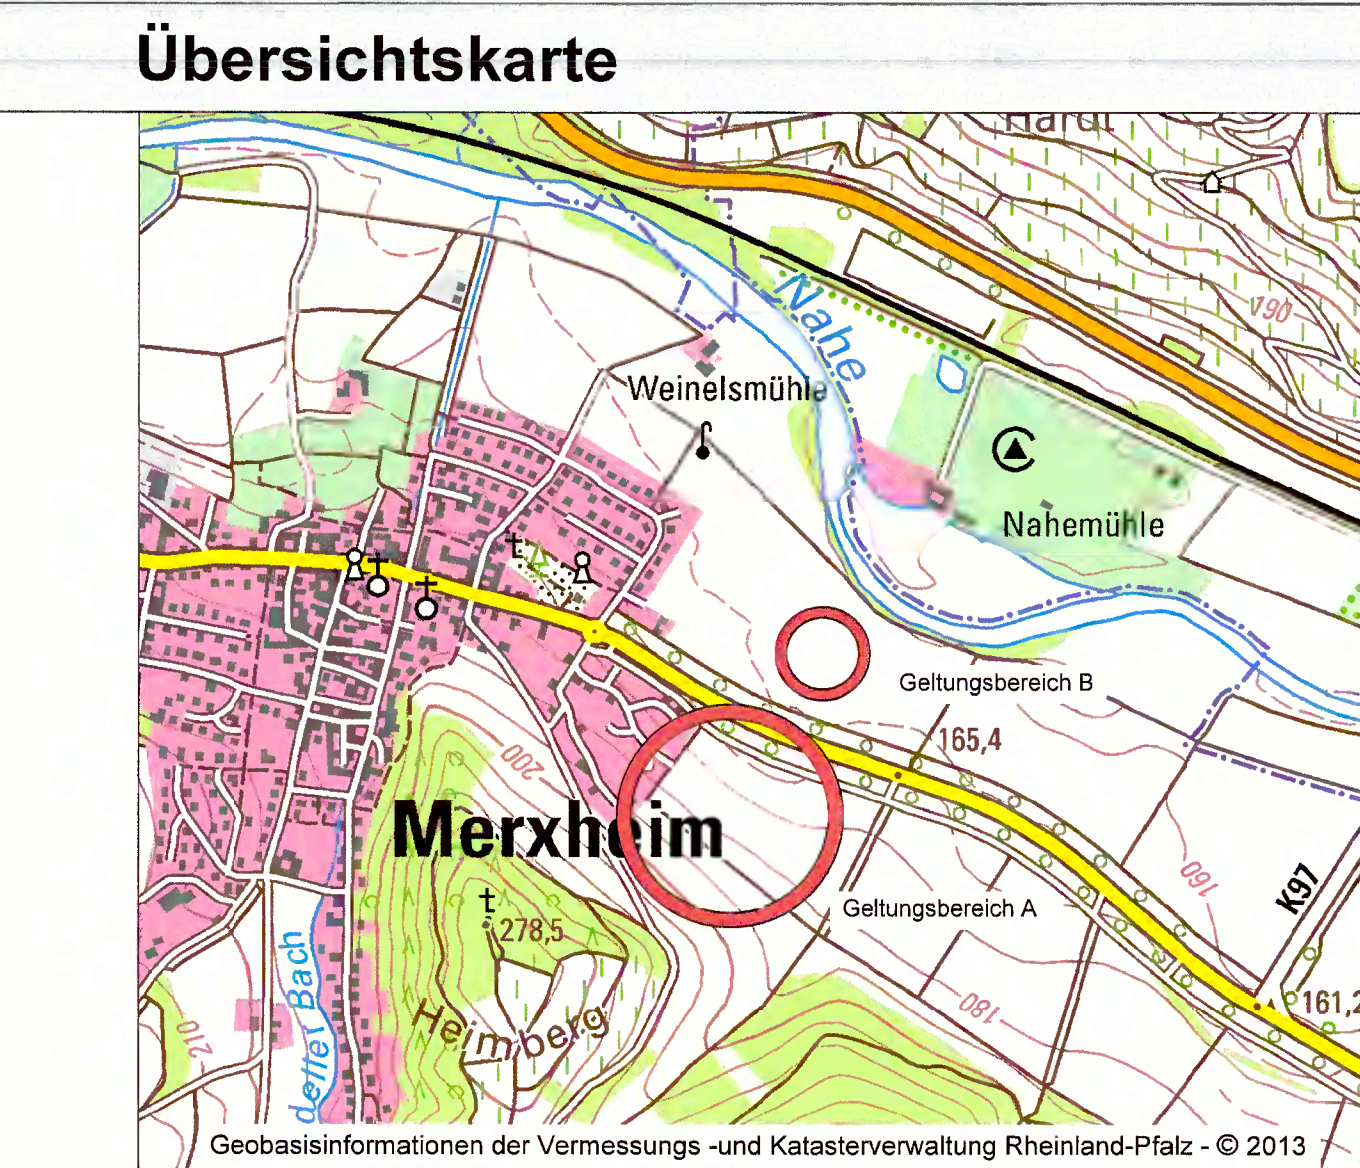 Übersichtskarte
Hardt
190
Nahe
Weinelsmühle
Nahemühle
Geltungsbereich B
165,4
200
Merxheim
160
K97
Geltungsbereich A
278,5
Bach
Heimberg
180
161,2
210
Geobasisinformationen der Vermessungs -und Katasterverwaltung Rheinland-Pfalz - © 2013